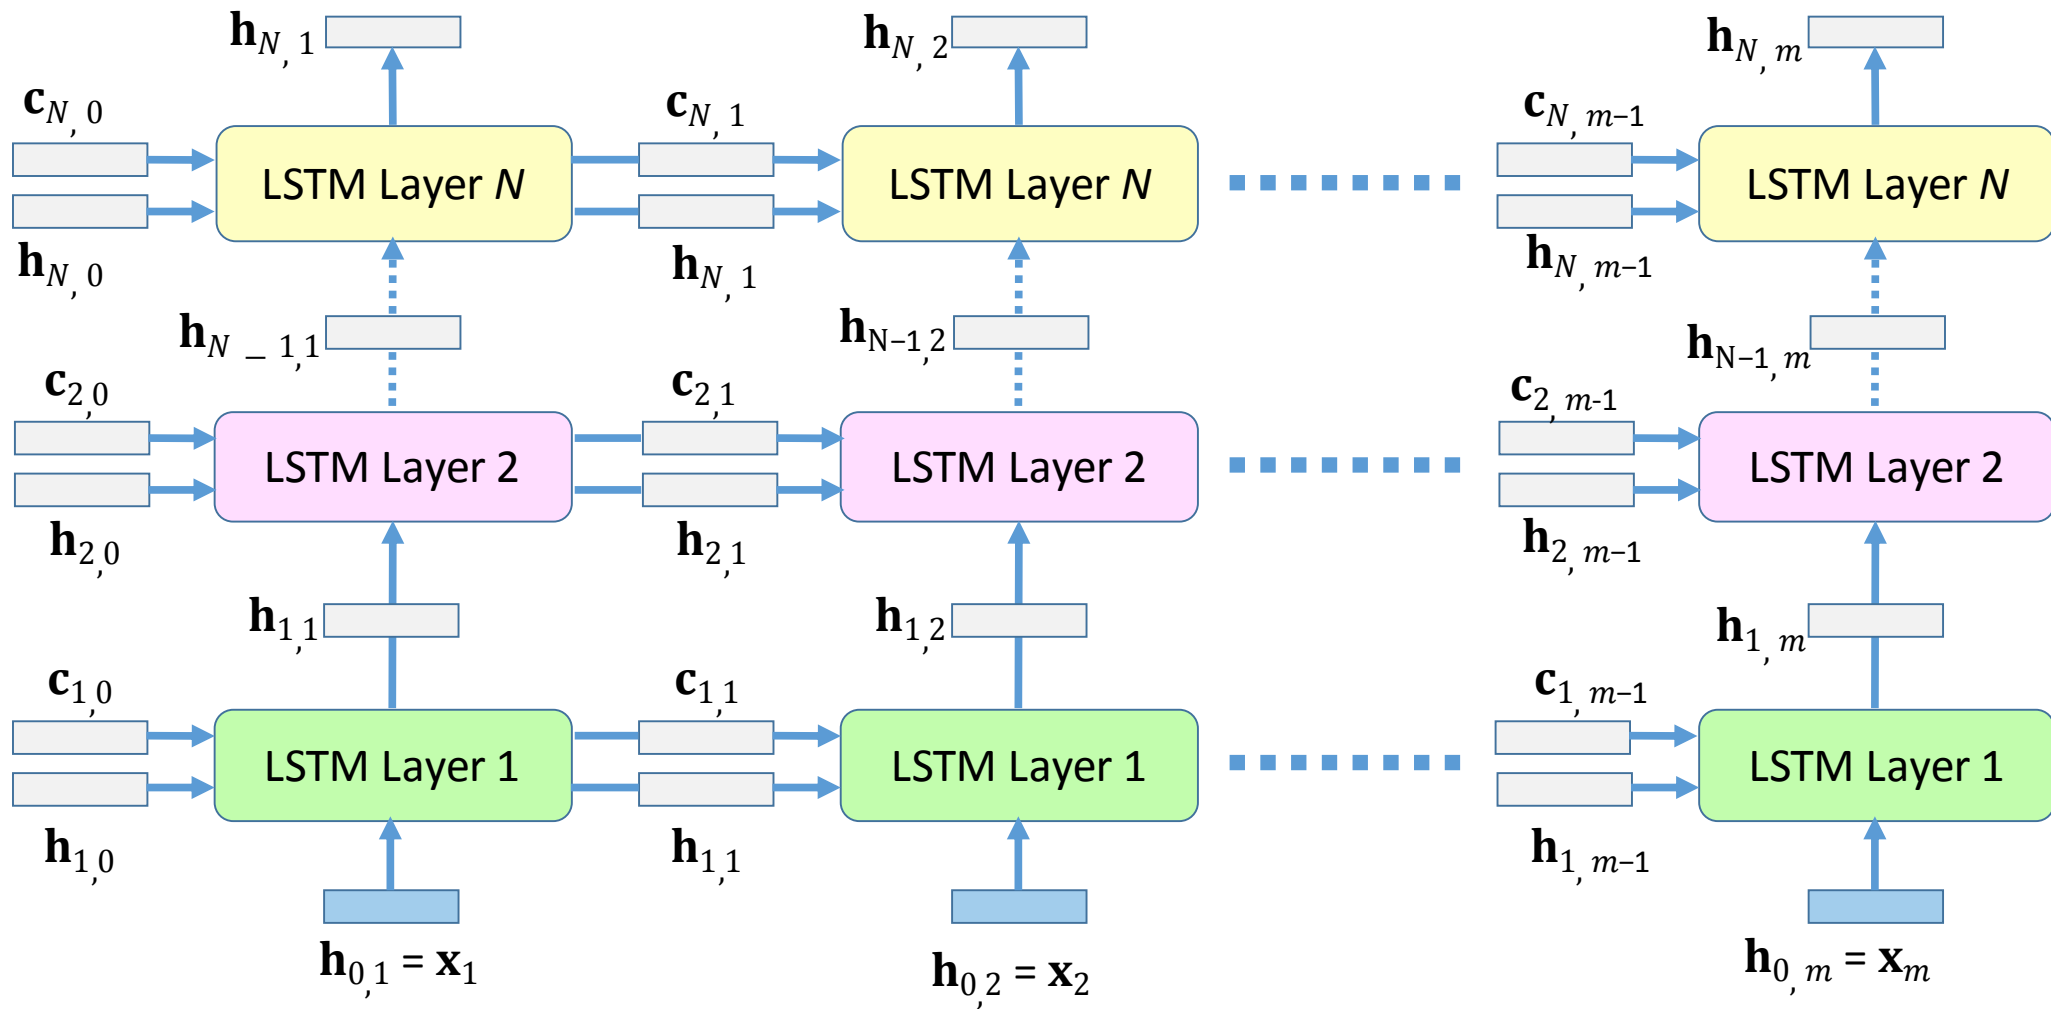 h_{N, 1} h_{N, 2} h_{N, m}
c_{N, 0} c_{N, 1} c_{N, m−1}
LSTM Layer N LSTM Layer N LSTM Layer N
h_{N, 0} h_{N, 1} h_{N, m−1}
h_{N − 1,1} h_{N−1,2} h_{N−1, m}
c_{2,0} c_{2,1} c_{2, m-1}
LSTM Layer 2 LSTM Layer 2 LSTM Layer 2
h_{2,0} h_{2,1} h_{2, m−1}
h_{1,1} h_{1,2} h_{1, m}
c_{1,0} c_{1,1} c_{1, m−1}
LSTM Layer 1 LSTM Layer 1 LSTM Layer 1
h_{1,0} h_{1,1} h_{1, m−1}
h_{0,1} = x_1 h_{0,2} = x_2 h_{0, m} = x_m